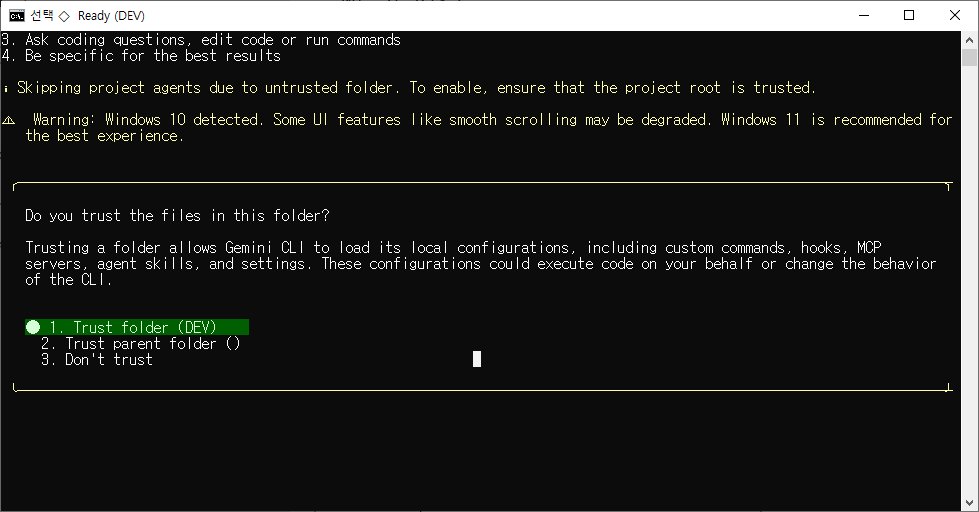 선택 ◇ Ready (DEV)
3. Ask coding questions, edit code or run commands
4. Be specific for the best results
i Skipping project agents due to untrusted folder. To enable, ensure that the project root is trusted.
⚠ Warning: Windows 10 detected. Some UI features like smooth scrolling may be degraded. Windows 11 is recommended for
the best experience.
Do you trust the files in this folder?
Trusting a folder allows Gemini CLI to load its local configurations, including custom commands, hooks, MCP
servers, agent skills, and settings. These configurations could execute code on your behalf or change the behavior
of the CLI.
● 1. Trust folder (DEV)
2. Trust parent folder ()
3. Don't trust